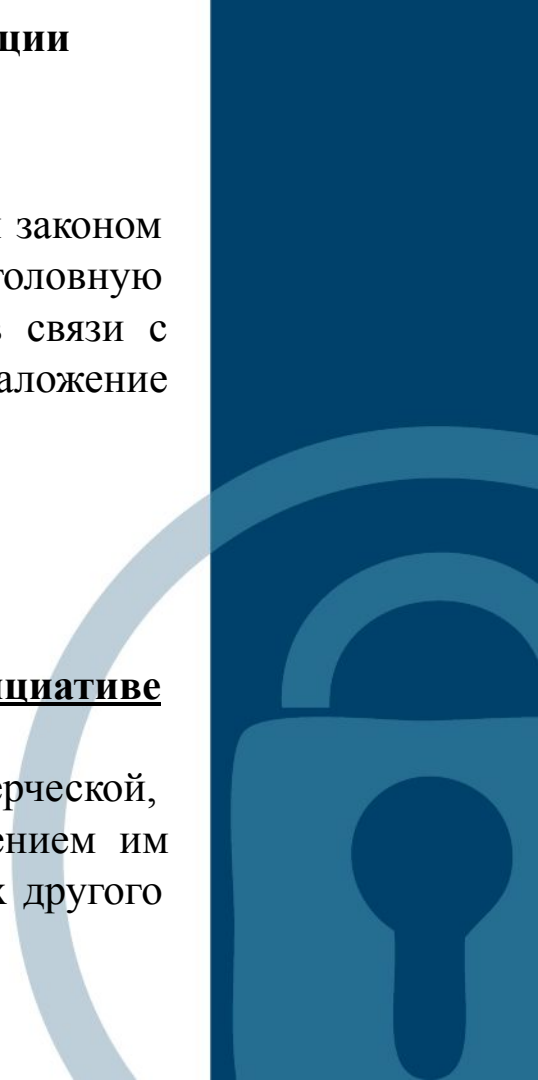 ции
законом
головную
связи с
аложение
циативе
ерческой,
ением им
другого